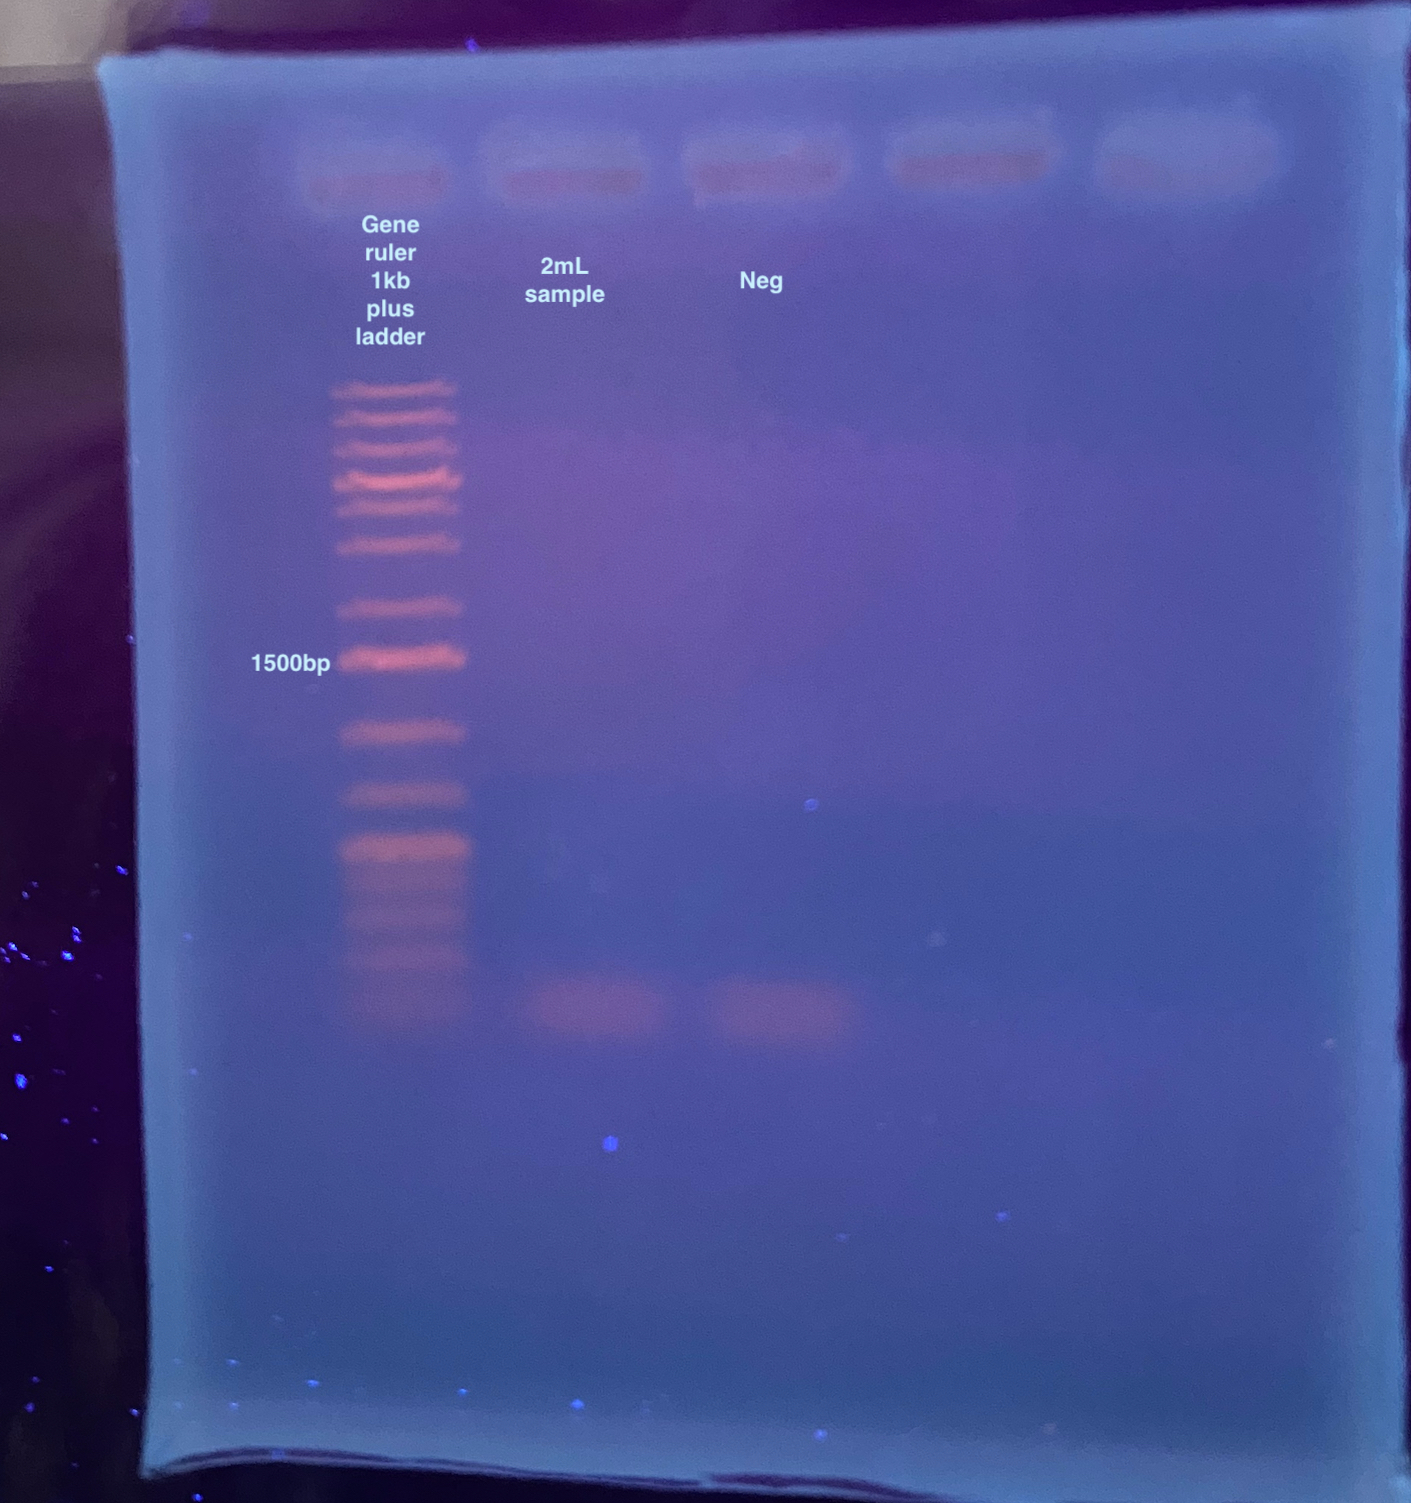 Gene
ruler
1kb
plus
ladder
2mL
sample
Neg
1500bp